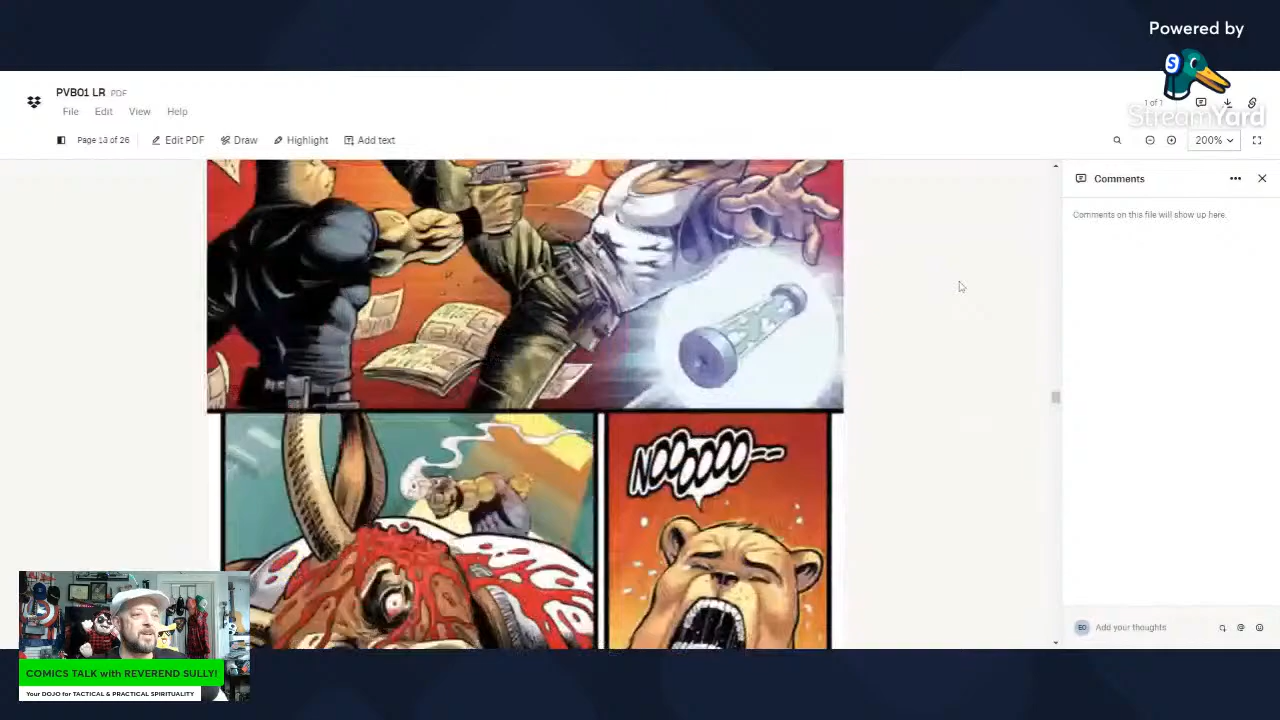 Powered by
StreamYard
PVB01 LR PDF
File Edit View Help
1 of 1
Page 13 of 26 Edit PDF Draw Highlight Add text 200%
Comments
Comments on this file will show up here.
NOOOOOO--
EO Add your thoughts
COMICS TALK with REVEREND SULLY!
Your DOJO for TACTICAL & PRACTICAL SPIRITUALITY